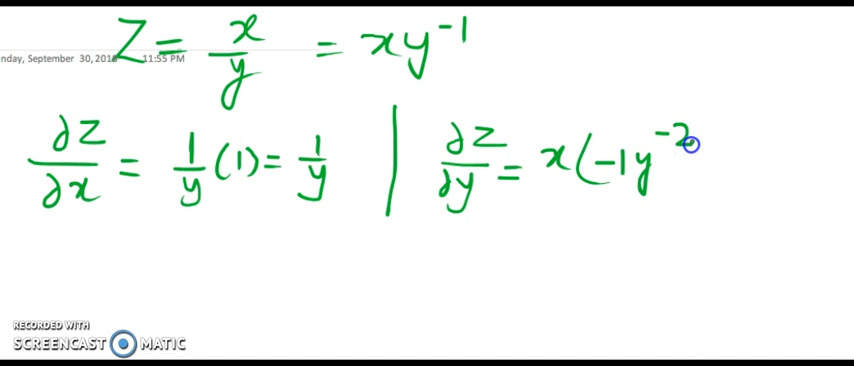 Z = x/y = xy⁻¹
nday, September 30, 201 11:55 PM
∂z/∂x = 1/y (1) = 1/y | ∂z/∂y = x(-1y⁻²
RECORDED WITH
SCREENCAST MATIC